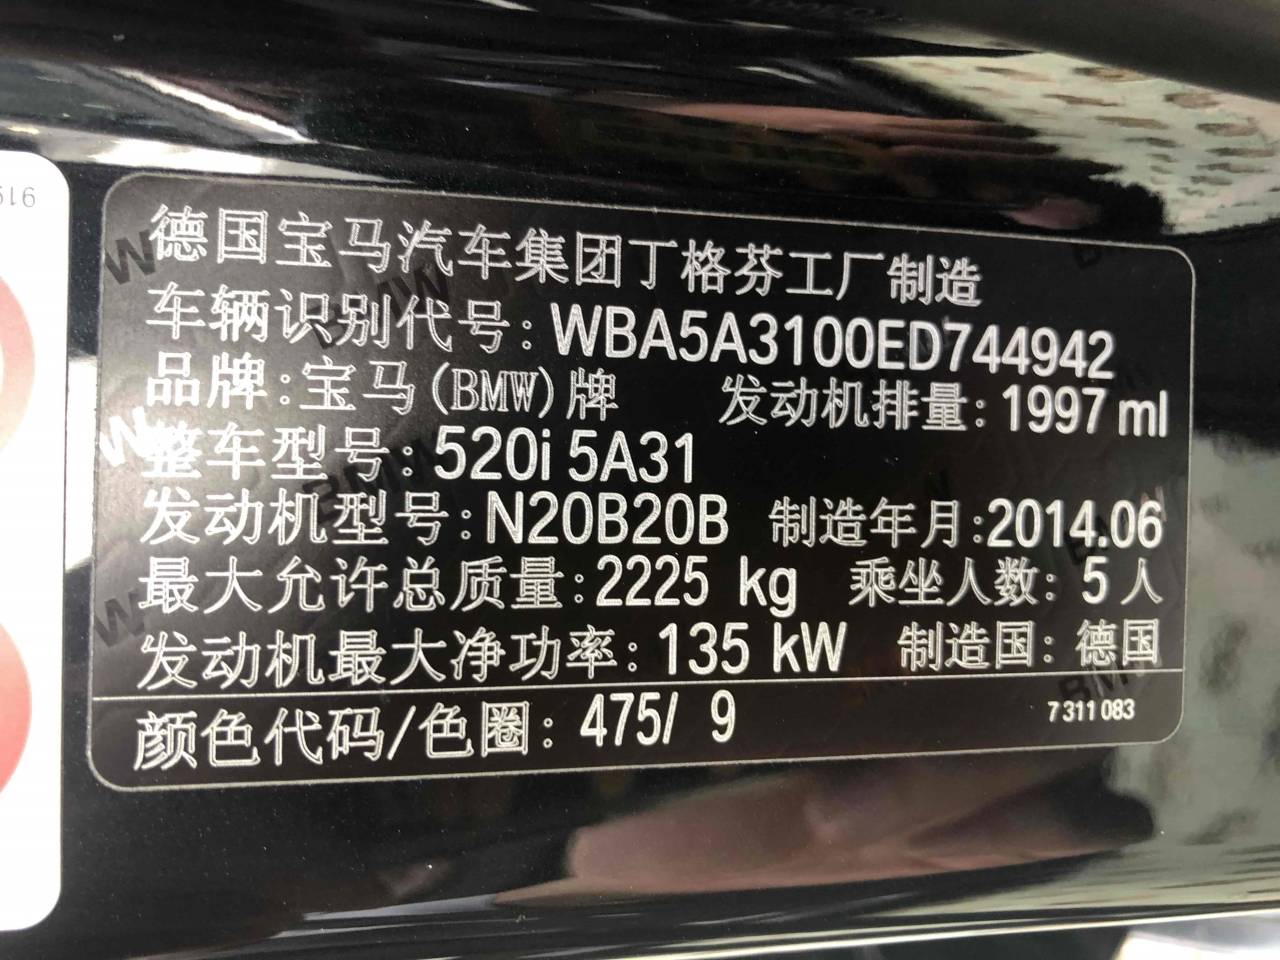 德国宝马汽车集团丁格芬工厂制造
车辆识别代号:WBA5A3100ED744942
品牌:宝马(BMW)牌 发动机排量:1997 ml
整车型号:520i 5A31
发动机型号:N20B20B 制造年月:2014.06
最大允许总质量:2225 kg 乘坐人数: 5 人
发动机最大净功率: 135 kW 制造国: 德国
颜色代码/色圈: 475/ 9
7 311 083